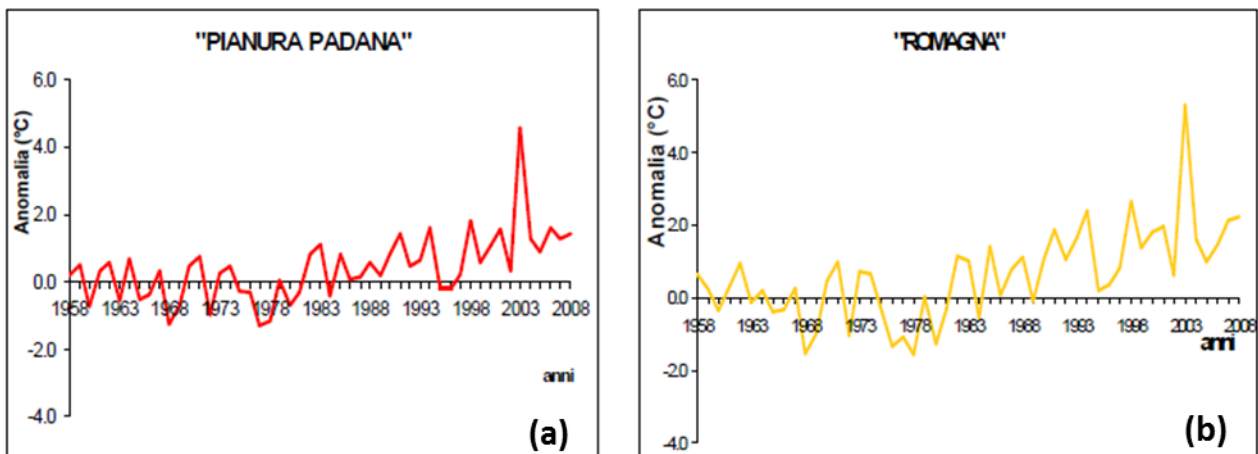 "PIANURA PADANA"
Anomalia (°C)
6.0
4.0
2.0
0.0
-2.0
-4.0
1958 1963 1968 1973 1978 1983 1988 1993 1998 2003 2008
anni
(a)
"ROMAGNA"
Anomalia (°C)
6.0
4.0
2.0
0.0
-2.0
-4.0
1958 1963 1968 1973 1978 1983 1988 1993 1998 2003 2008
anni
(b)